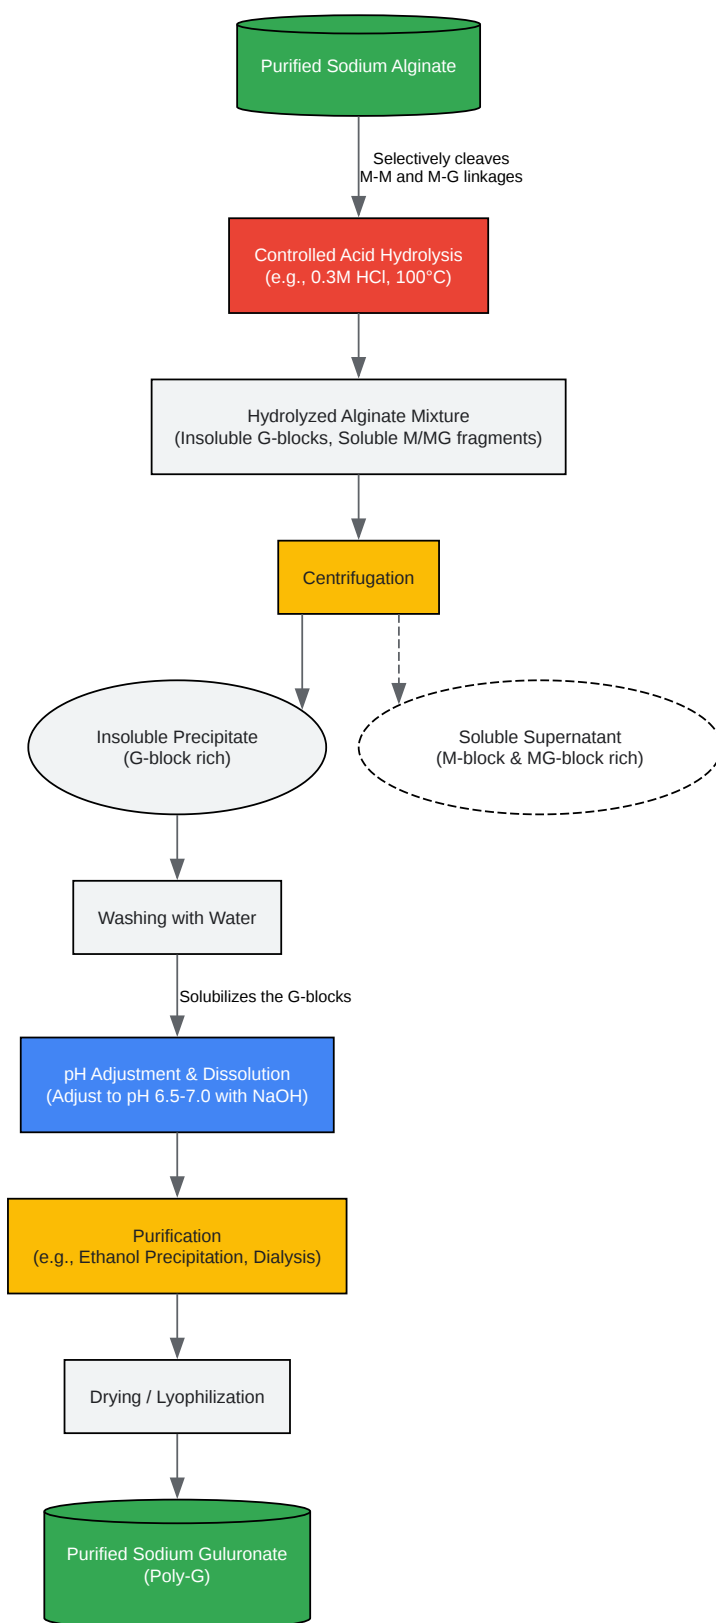 Purified Sodium Alginate
Selectively cleaves
M-M and M-G linkages
Controlled Acid Hydrolysis
(e.g., 0.3M HCl, 100°C)
Hydrolyzed Alginate Mixture
(Insoluble G-blocks, Soluble M/MG fragments)
Centrifugation
Insoluble Precipitate
(G-block rich)
Soluble Supernatant
(M-block & MG-block rich)
Washing with Water
Solubilizes the G-blocks
pH Adjustment & Dissolution
(Adjust to pH 6.5-7.0 with NaOH)
Purification
(e.g., Ethanol Precipitation, Dialysis)
Drying / Lyophilization
Purified Sodium Guluronate
(Poly-G)